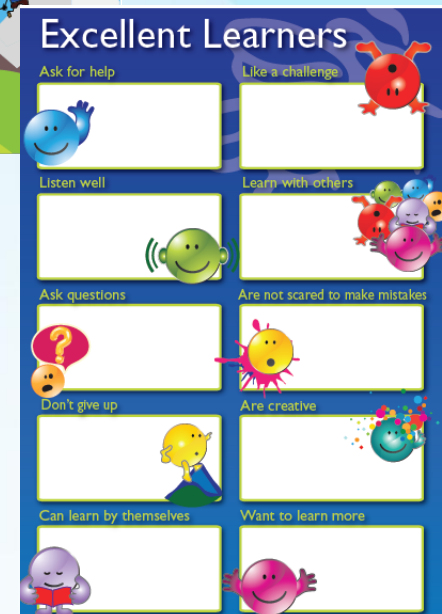 Excellent Learners
Ask for help
Like a challenge
Listen well
Learn with others
Ask questions
Are not scared to make mistakes
?
Don't give up
Are creative
Can learn by themselves
Want to learn more